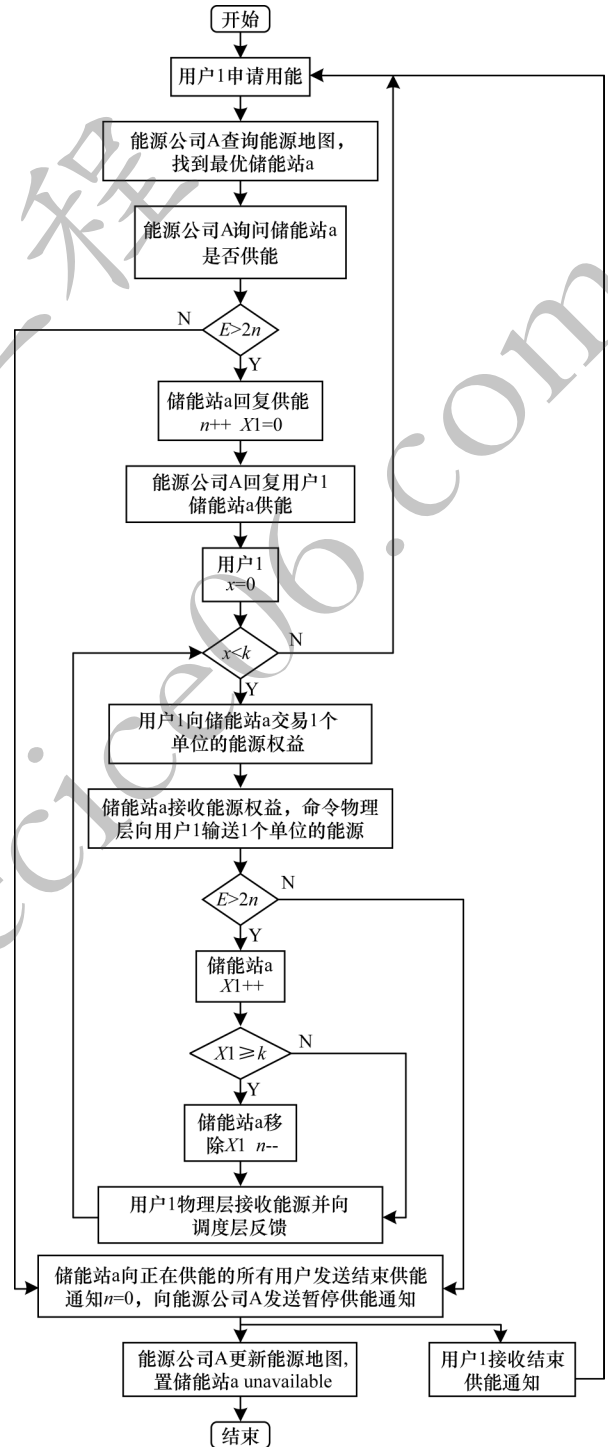 开始
用户1申请用能
能源公司A查询能源地图，
找到最优储能站a
能源公司A询问储能站a
是否供能
N
E>2n
Y
储能站a回复供能
n++ X1=0
能源公司A回复用户1
储能站a供能
用户1
x=0
N
x<k
Y
用户1向储能站a交易1个
单位的能源权益
储能站a接收能源权益，命令物理
层向用户1输送1个单位的能源
N
E>2n
Y
储能站a
X1++
N
X1≥k
Y
储能站a移
除X1 n--
用户1物理层接收能源并向
调度层反馈
储能站a向正在供能的所有用户发送结束供能
通知n=0，向能源公司A发送暂停供能通知
能源公司A更新能源地图，
置储能站a unavailable
用户1接收结束
供能通知
结束
程
ecice06.com